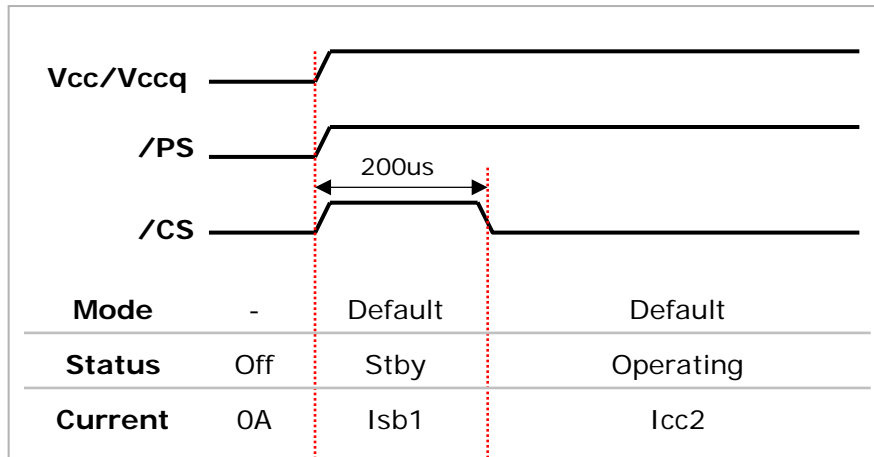 Vcc/Vccq
/PS
200us
/CS
Mode - Default Default
Status Off Stby Operating
Current 0A Isb1 Icc2